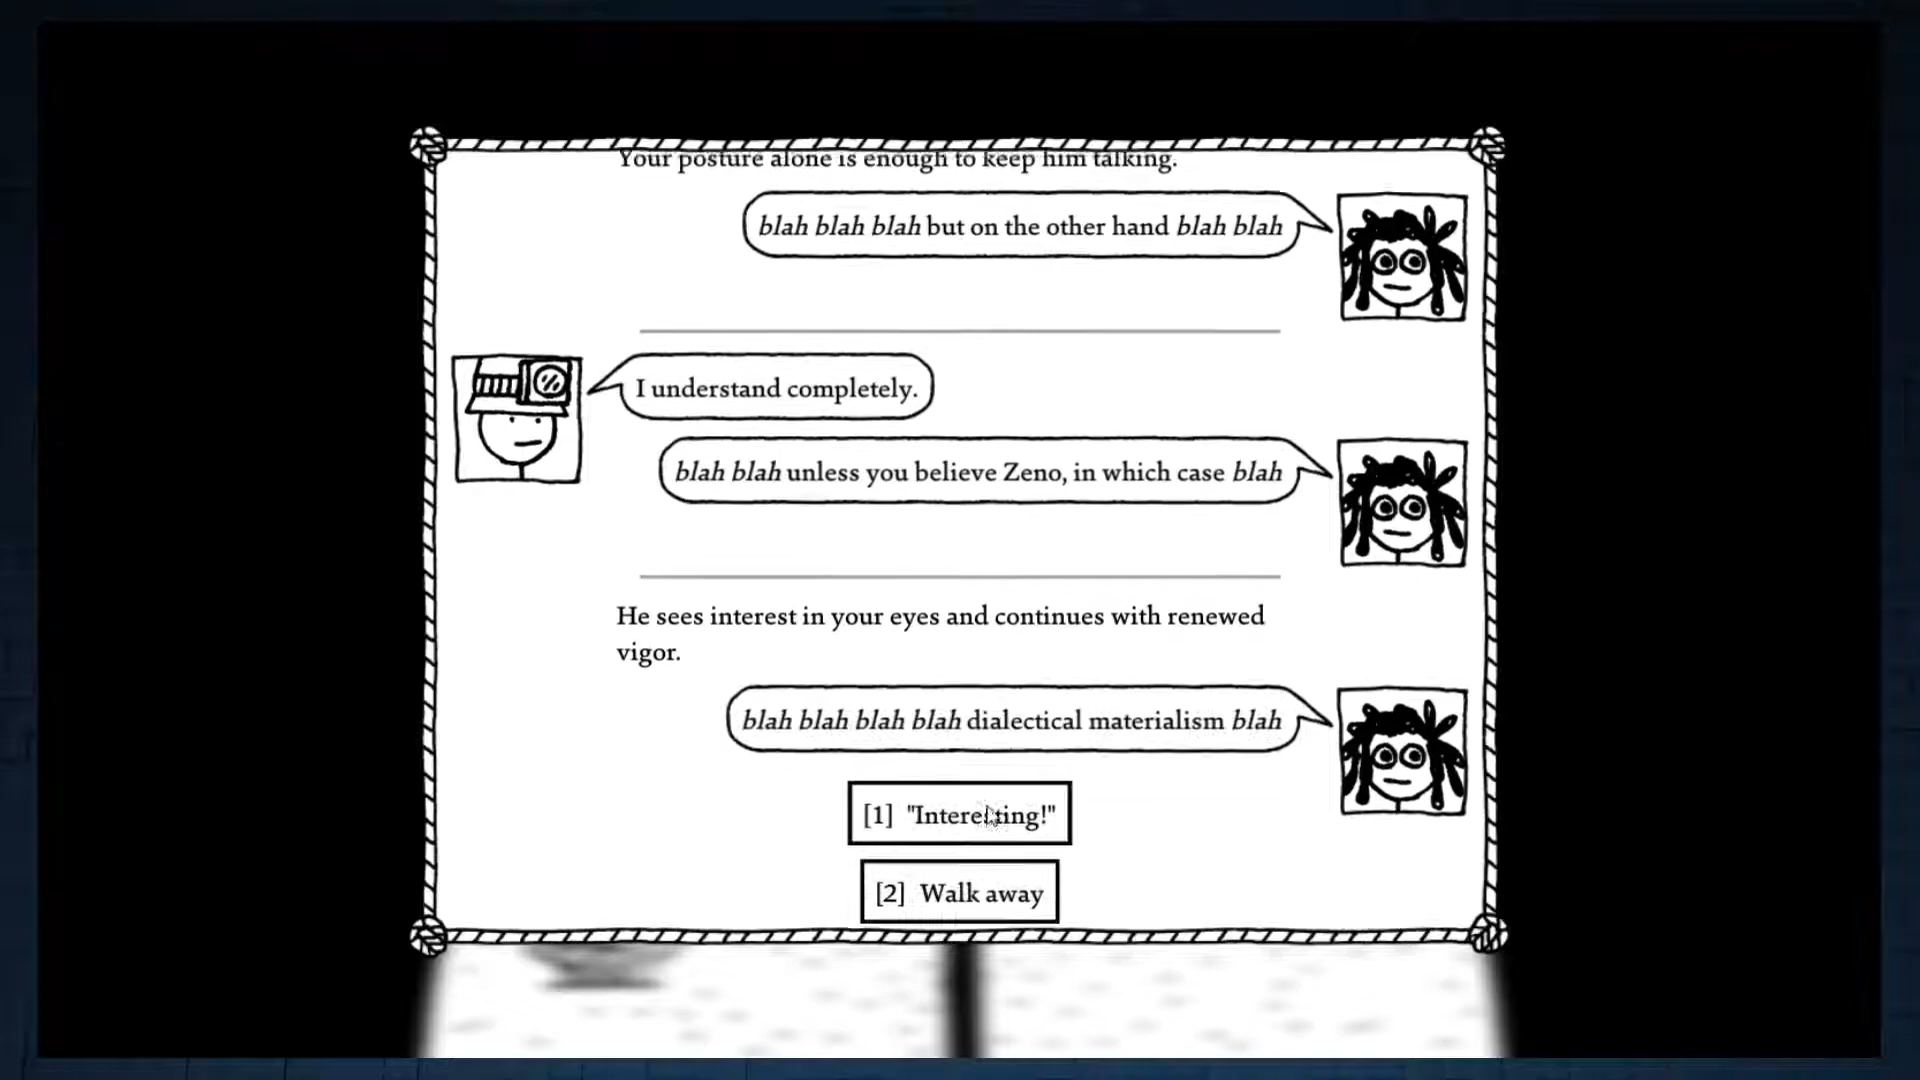 Your posture alone is enough to keep him talking.
blah blah blah but on the other hand blah blah
I understand completely.
blah blah unless you believe Zeno, in which case blah
He sees interest in your eyes and continues with renewed
vigor.
blah blah blah blah dialectical materialism blah
[1] "Interesting!"
[2] Walk away